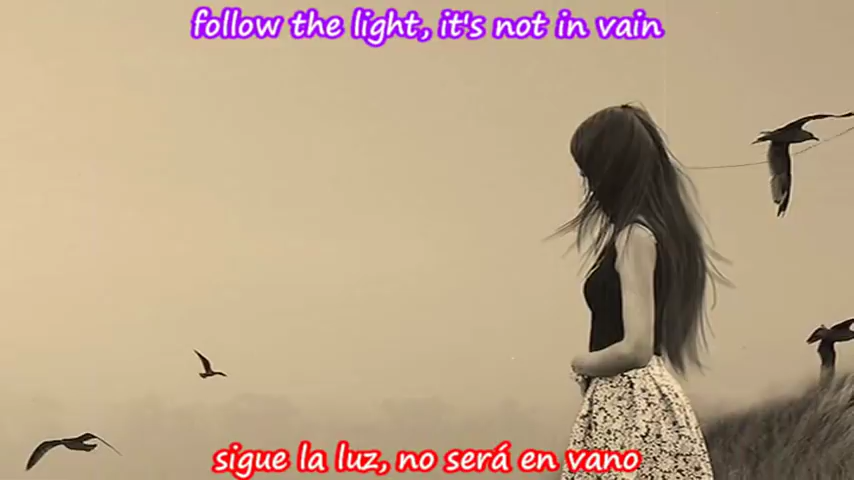 follow the light, it's not in vain
sigue la luz, no será en vano